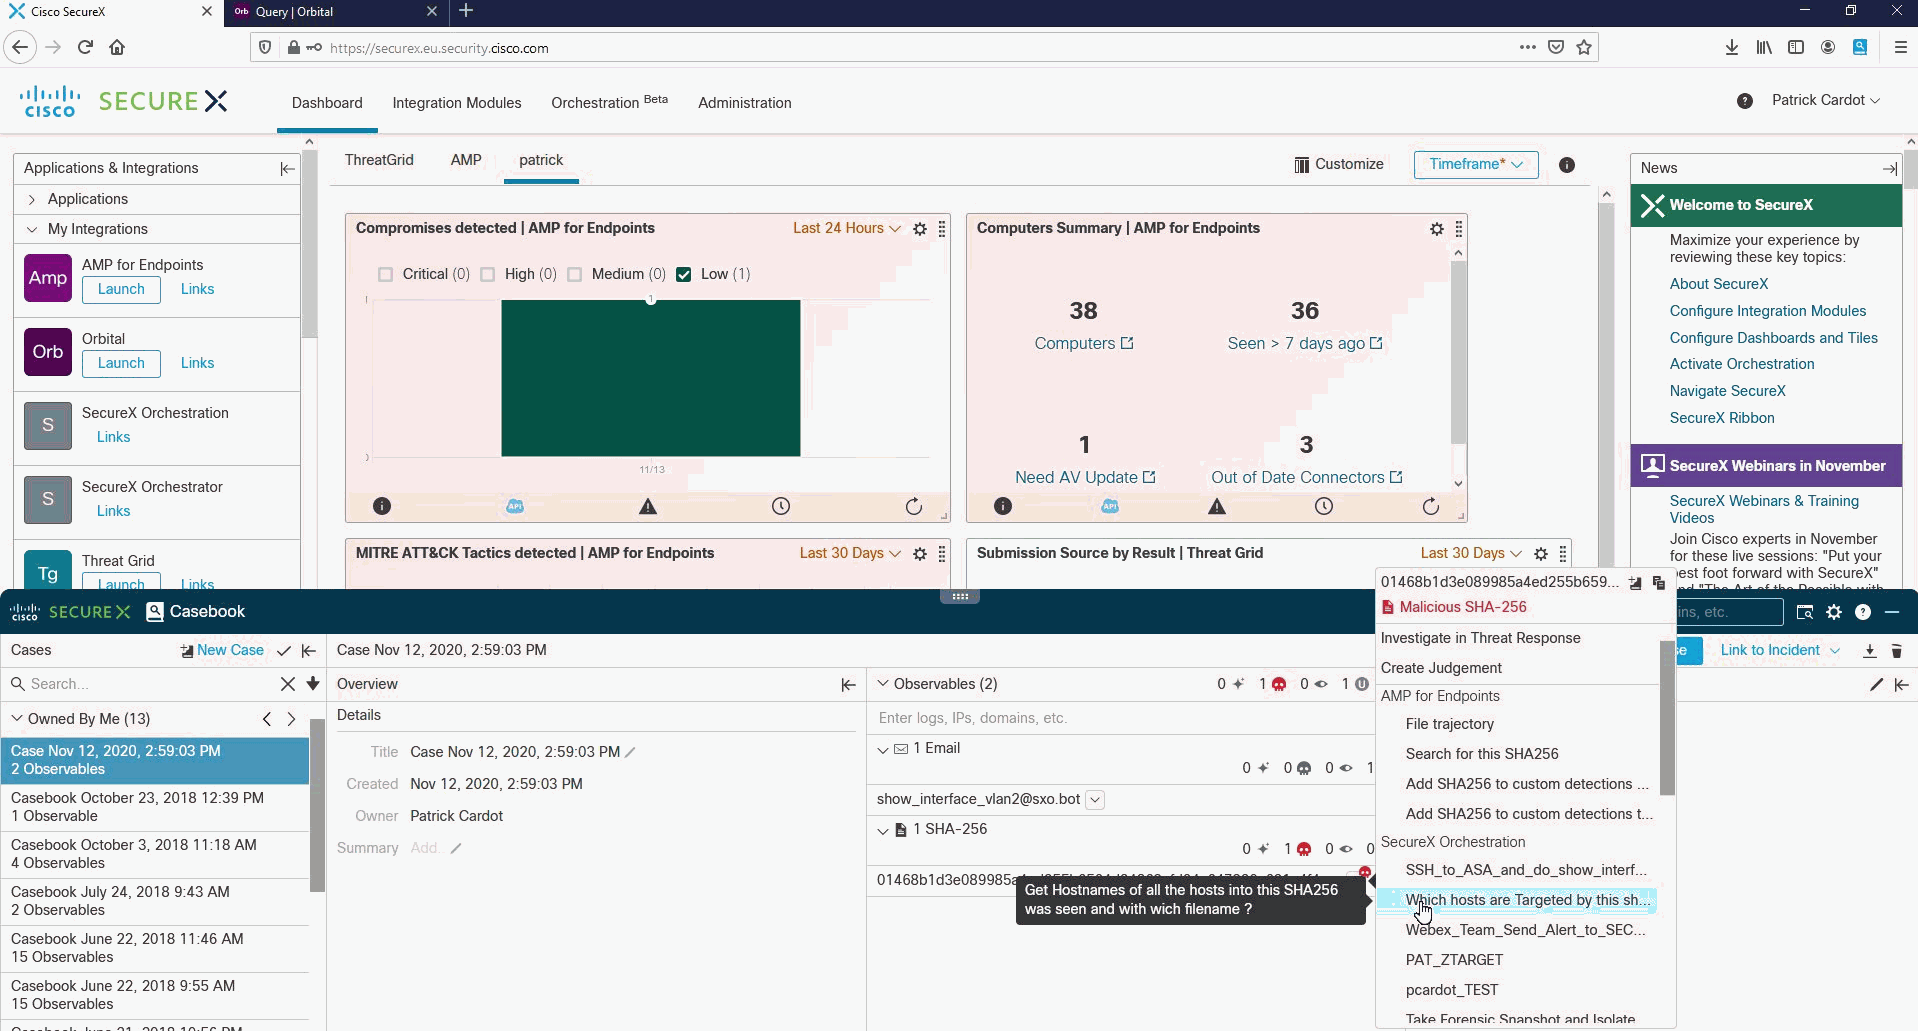 Cisco SecureX
Orb Query | Orbital
https://securex.eu.security.cisco.com
cisco SECURE X
Dashboard
Integration Modules
Orchestration Beta
Administration
Patrick Cardot
Applications & Integrations
Applications
My Integrations
Amp AMP for Endpoints
Launch Links
Orb Orbital
Launch Links
S SecureX Orchestration
Links
S SecureX Orchestrator
Links
Tg Threat Grid
Launch Links
ThreatGrid AMP patrick
Customize
Timeframe*
Compromises detected | AMP for Endpoints Last 24 Hours
Critical (0) High (0) Medium (0) Low (1)
1
11/13
API
Computers Summary | AMP for Endpoints
38 36
Computers Seen > 7 days ago
1 3
Need AV Update Out of Date Connectors
API
MITRE ATT&CK Tactics detected | AMP for Endpoints Last 30 Days
Submission Source by Result | Threat Grid Last 30 Days
News
Welcome to SecureX
Maximize your experience by
reviewing these key topics:
About SecureX
Configure Integration Modules
Configure Dashboards and Tiles
Activate Orchestration
Navigate SecureX
SecureX Ribbon
SecureX Webinars in November
SecureX Webinars & Training
Videos
Join Cisco experts in November
for these live sessions: "Put your
est foot forward with SecureX"
cisco SECURE X Casebook
ins, etc.
Cases New Case
Search...
Owned By Me (13)
Case Nov 12, 2020, 2:59:03 PM
2 Observables
Casebook October 23, 2018 12:39 PM
1 Observable
Casebook October 3, 2018 11:18 AM
4 Observables
Casebook July 24, 2018 9:43 AM
2 Observables
Casebook June 22, 2018 11:46 AM
15 Observables
Casebook June 22, 2018 9:55 AM
15 Observables
Case Nov 12, 2020, 2:59:03 PM
Link to Incident
Overview
Details
Title Case Nov 12, 2020, 2:59:03 PM
Created Nov 12, 2020, 2:59:03 PM
Owner Patrick Cardot
Summary Add
Observables (2) 0 1 0 1 U
Enter logs, IPs, domains, etc.
1 Email
0 0 0 1
show_interface_vlan2@sxo.bot
1 SHA-256
0 1 0 0
01468b1d3e089985a
Get Hostnames of all the hosts into this SHA256
was seen and with wich filename ?
01468b1d3e089985a4ed255b659...
Malicious SHA-256
Investigate in Threat Response
Create Judgement
AMP for Endpoints
File trajectory
Search for this SHA256
Add SHA256 to custom detections ...
Add SHA256 to custom detections t...
SecureX Orchestration
SSH_to_ASA_and_do_show_interf...
Which hosts are Targeted by this sh...
Webex_Team_Send_Alert_to_SEC...
PAT_ZTARGET
pcardot_TEST
Take Forensic Snapshot and Isolate